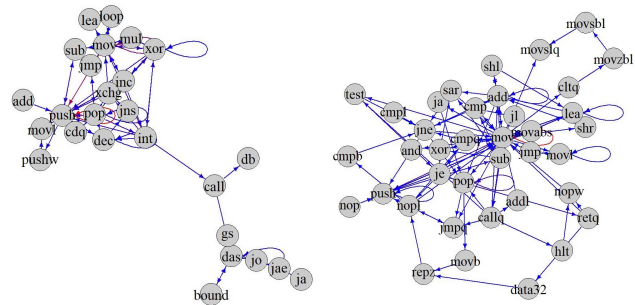 lea
loop
mul
sub
mov
xor
jmp
inc
xchg
add
push
pop
jns
movl
cdq
dec
int
pushw
db
call
gs
das
jo
jae
ja
bound
movsbl
movslq
movzbl
shl
cltq
test
sar
add
cmpl
ja
cmp
jl
lea
jne
mov
movabs
shr
and
xor
cmpq
cmpb
sub
jmp
movl
je
pop
push
nopw
nop
nopl
addl
callq
retq
jmpq
hlt
movb
repz
data32